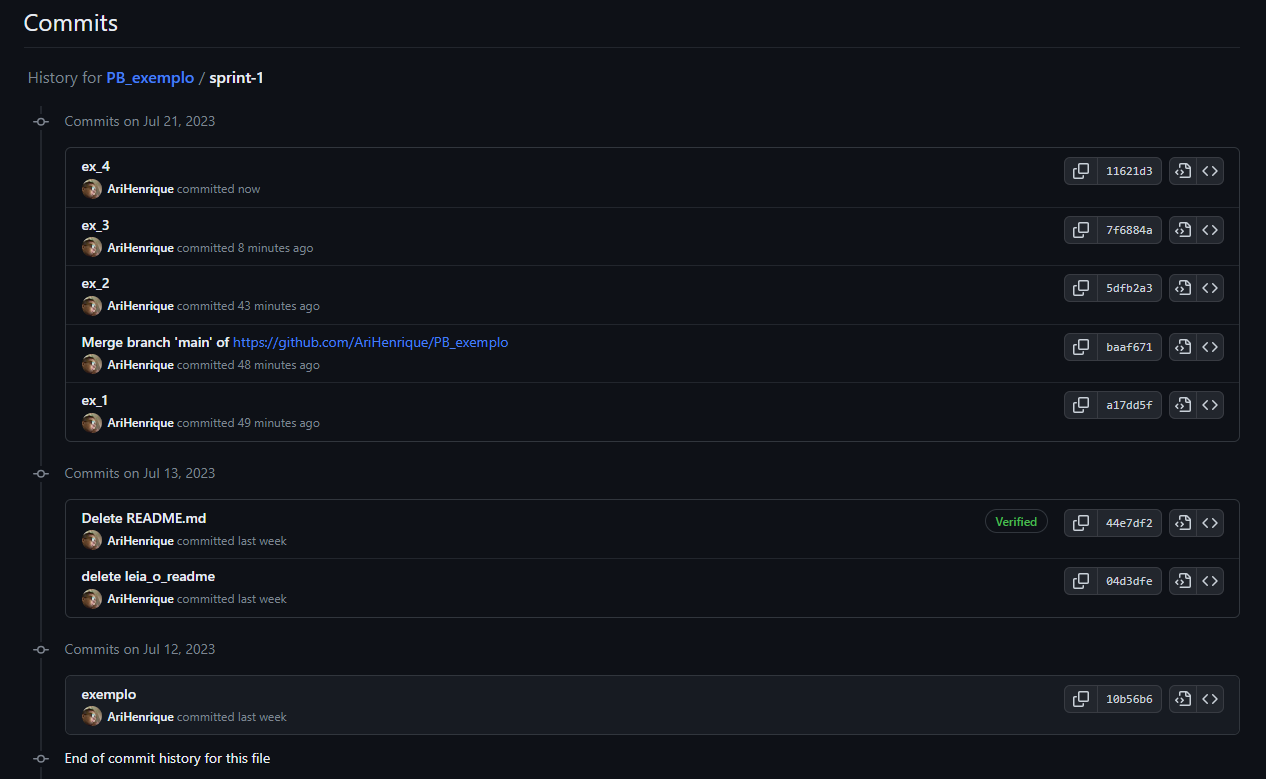 Commits
History for PB_exemplo / sprint-1
Commits on Jul 21, 2023
ex_4
AriHenrique committed now
11621d3
ex_3
AriHenrique committed 8 minutes ago
7f6884a
ex_2
AriHenrique committed 43 minutes ago
5dfb2a3
Merge branch 'main' of https://github.com/AriHenrique/PB_exemplo
AriHenrique committed 48 minutes ago
baaf671
ex_1
AriHenrique committed 49 minutes ago
a17dd5f
Commits on Jul 13, 2023
Delete README.md
AriHenrique committed last week
Verified
44e7df2
delete leia_o_readme
AriHenrique committed last week
04d3dfe
Commits on Jul 12, 2023
exemplo
AriHenrique committed last week
10b56b6
End of commit history for this file